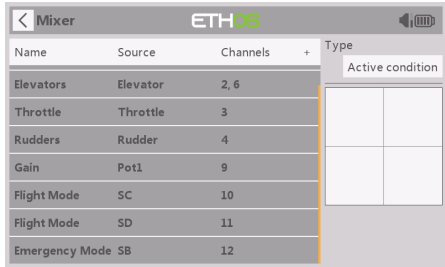 Mixer
ETHOS
Name Source Channels +
Type
Active condition
Elevators Elevator 2, 6
Throttle Throttle 3
Rudders Rudder 4
Gain Pot1 9
Flight Mode SC 10
Flight Mode SD 11
Emergency Mode SB 12